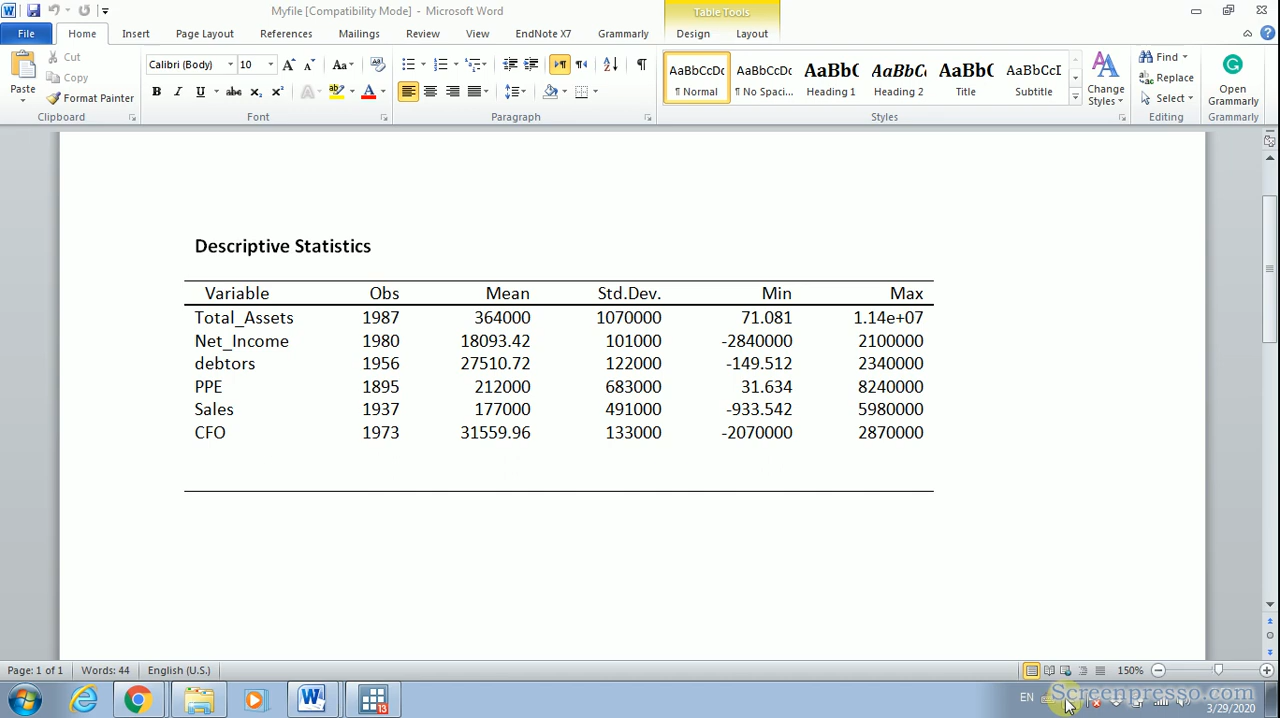 Myfile [Compatibility Mode] - Microsoft Word
Table Tools
File Home Insert Page Layout References Mailings Review View EndNote X7 Grammarly Design Layout
Paste
Cut
Copy
Format Painter
Clipboard
Calibri (Body) 10
Font
Paragraph
AaBbCcDc AaBbCcDc AaBb( AaBbCc AaBb( AaBbCcI
¶ Normal ¶ No Spaci... Heading 1 Heading 2 Title Subtitle
Change Styles
Styles
Find
Replace
Select
Editing
Open Grammarly
Grammarly
Descriptive Statistics
Variable Obs Mean Std.Dev. Min Max
Total_Assets 1987 364000 1070000 71.081 1.14e+07
Net_Income 1980 18093.42 101000 -2840000 2100000
debtors 1956 27510.72 122000 -149.512 2340000
PPE 1895 212000 683000 31.634 8240000
Sales 1937 177000 491000 -933.542 5980000
CFO 1973 31559.96 133000 -2070000 2870000
Page: 1 of 1 Words: 44 English (U.S.) 150%
EN
Screenpresso.com
3/29/2020